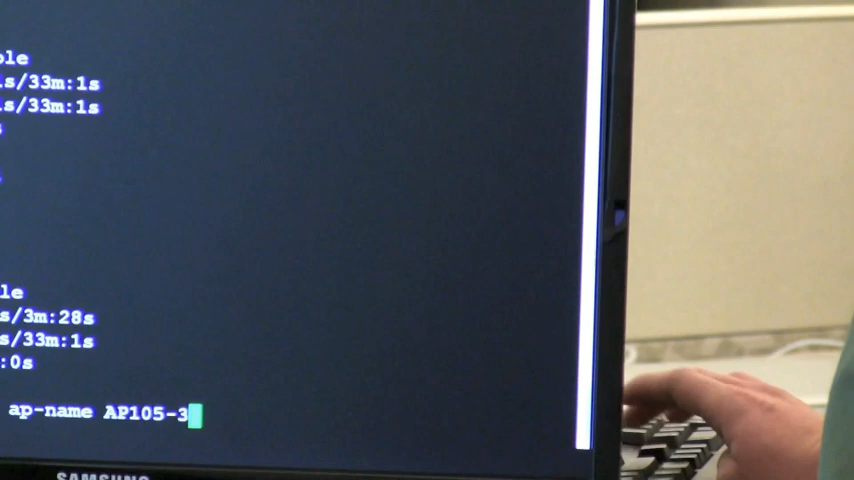 ole
s/33m:1s
s/33m:1s
le
s/3m:28s
s/33m:1s
:0s
ap-name AP105-3
SAMSUNG